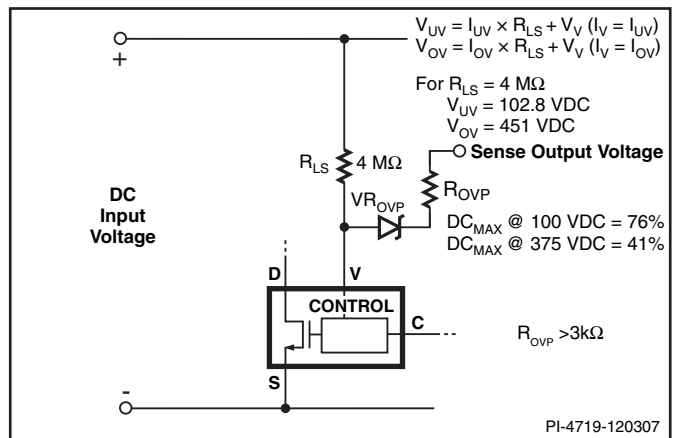 V_UV = I_UV × R_LS + V_V (I_V = I_UV)
V_OV = I_OV × R_LS + V_V (I_V = I_OV)
+
For R_LS = 4 MΩ
V_UV = 102.8 VDC
V_OV = 451 VDC
Sense Output Voltage
R_LS
4 MΩ
VR_OVP
R_OVP
DC
Input
Voltage
DC_MAX @ 100 VDC = 76%
DC_MAX @ 375 VDC = 41%
D
V
CONTROL
C
R_OVP >3kΩ
S
-
PI-4719-120307